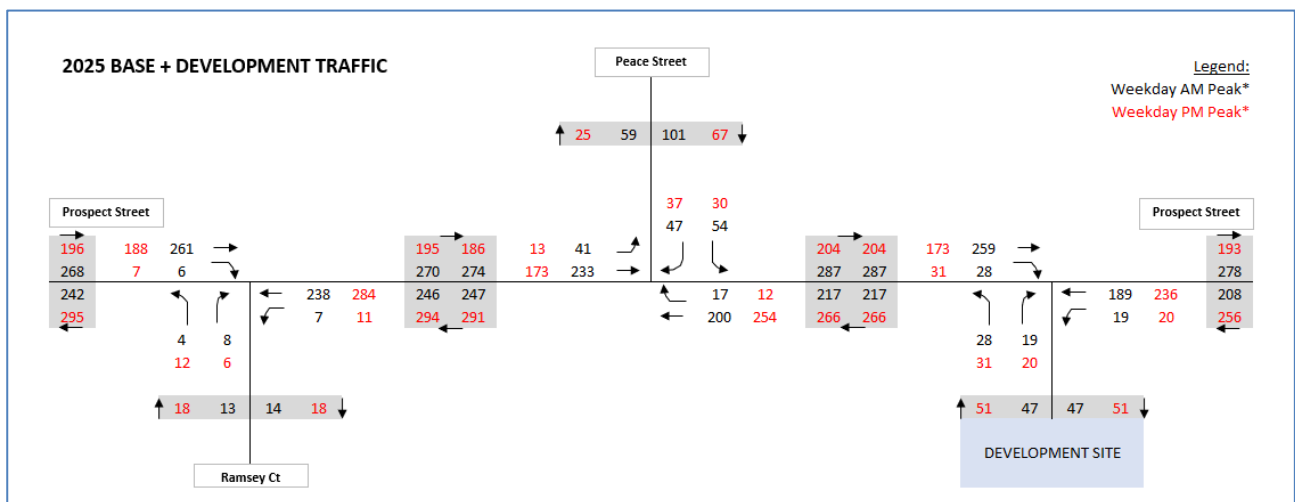 Peace Street
2025 BASE + DEVELOPMENT TRAFFIC
Legend:
Weekday AM Peak*
Weekday PM Peak*
25 59 101 67
37 30
47 54
Prospect Street
Prospect Street
196 188 261 195 186 13 41 204 204 173 259 193
268 7 6 270 274 173 233 287 287 31 28 278
242 238 284 246 247 17 12 217 217 189 236 208
295 7 11 294 291 200 254 266 266 19 20 256
4 8 28 19
12 6 31 20
18 13 14 18 51 47 47 51
DEVELOPMENT SITE
Ramsey Ct